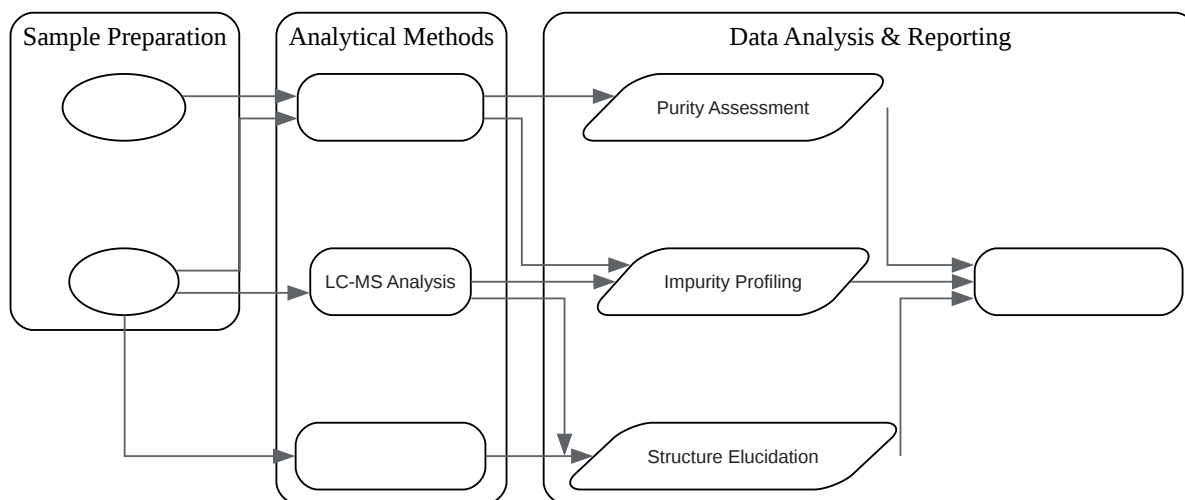 Sample Preparation
Analytical Methods
Data Analysis & Reporting
Purity Assessment
LC-MS Analysis
Impurity Profiling
Structure Elucidation